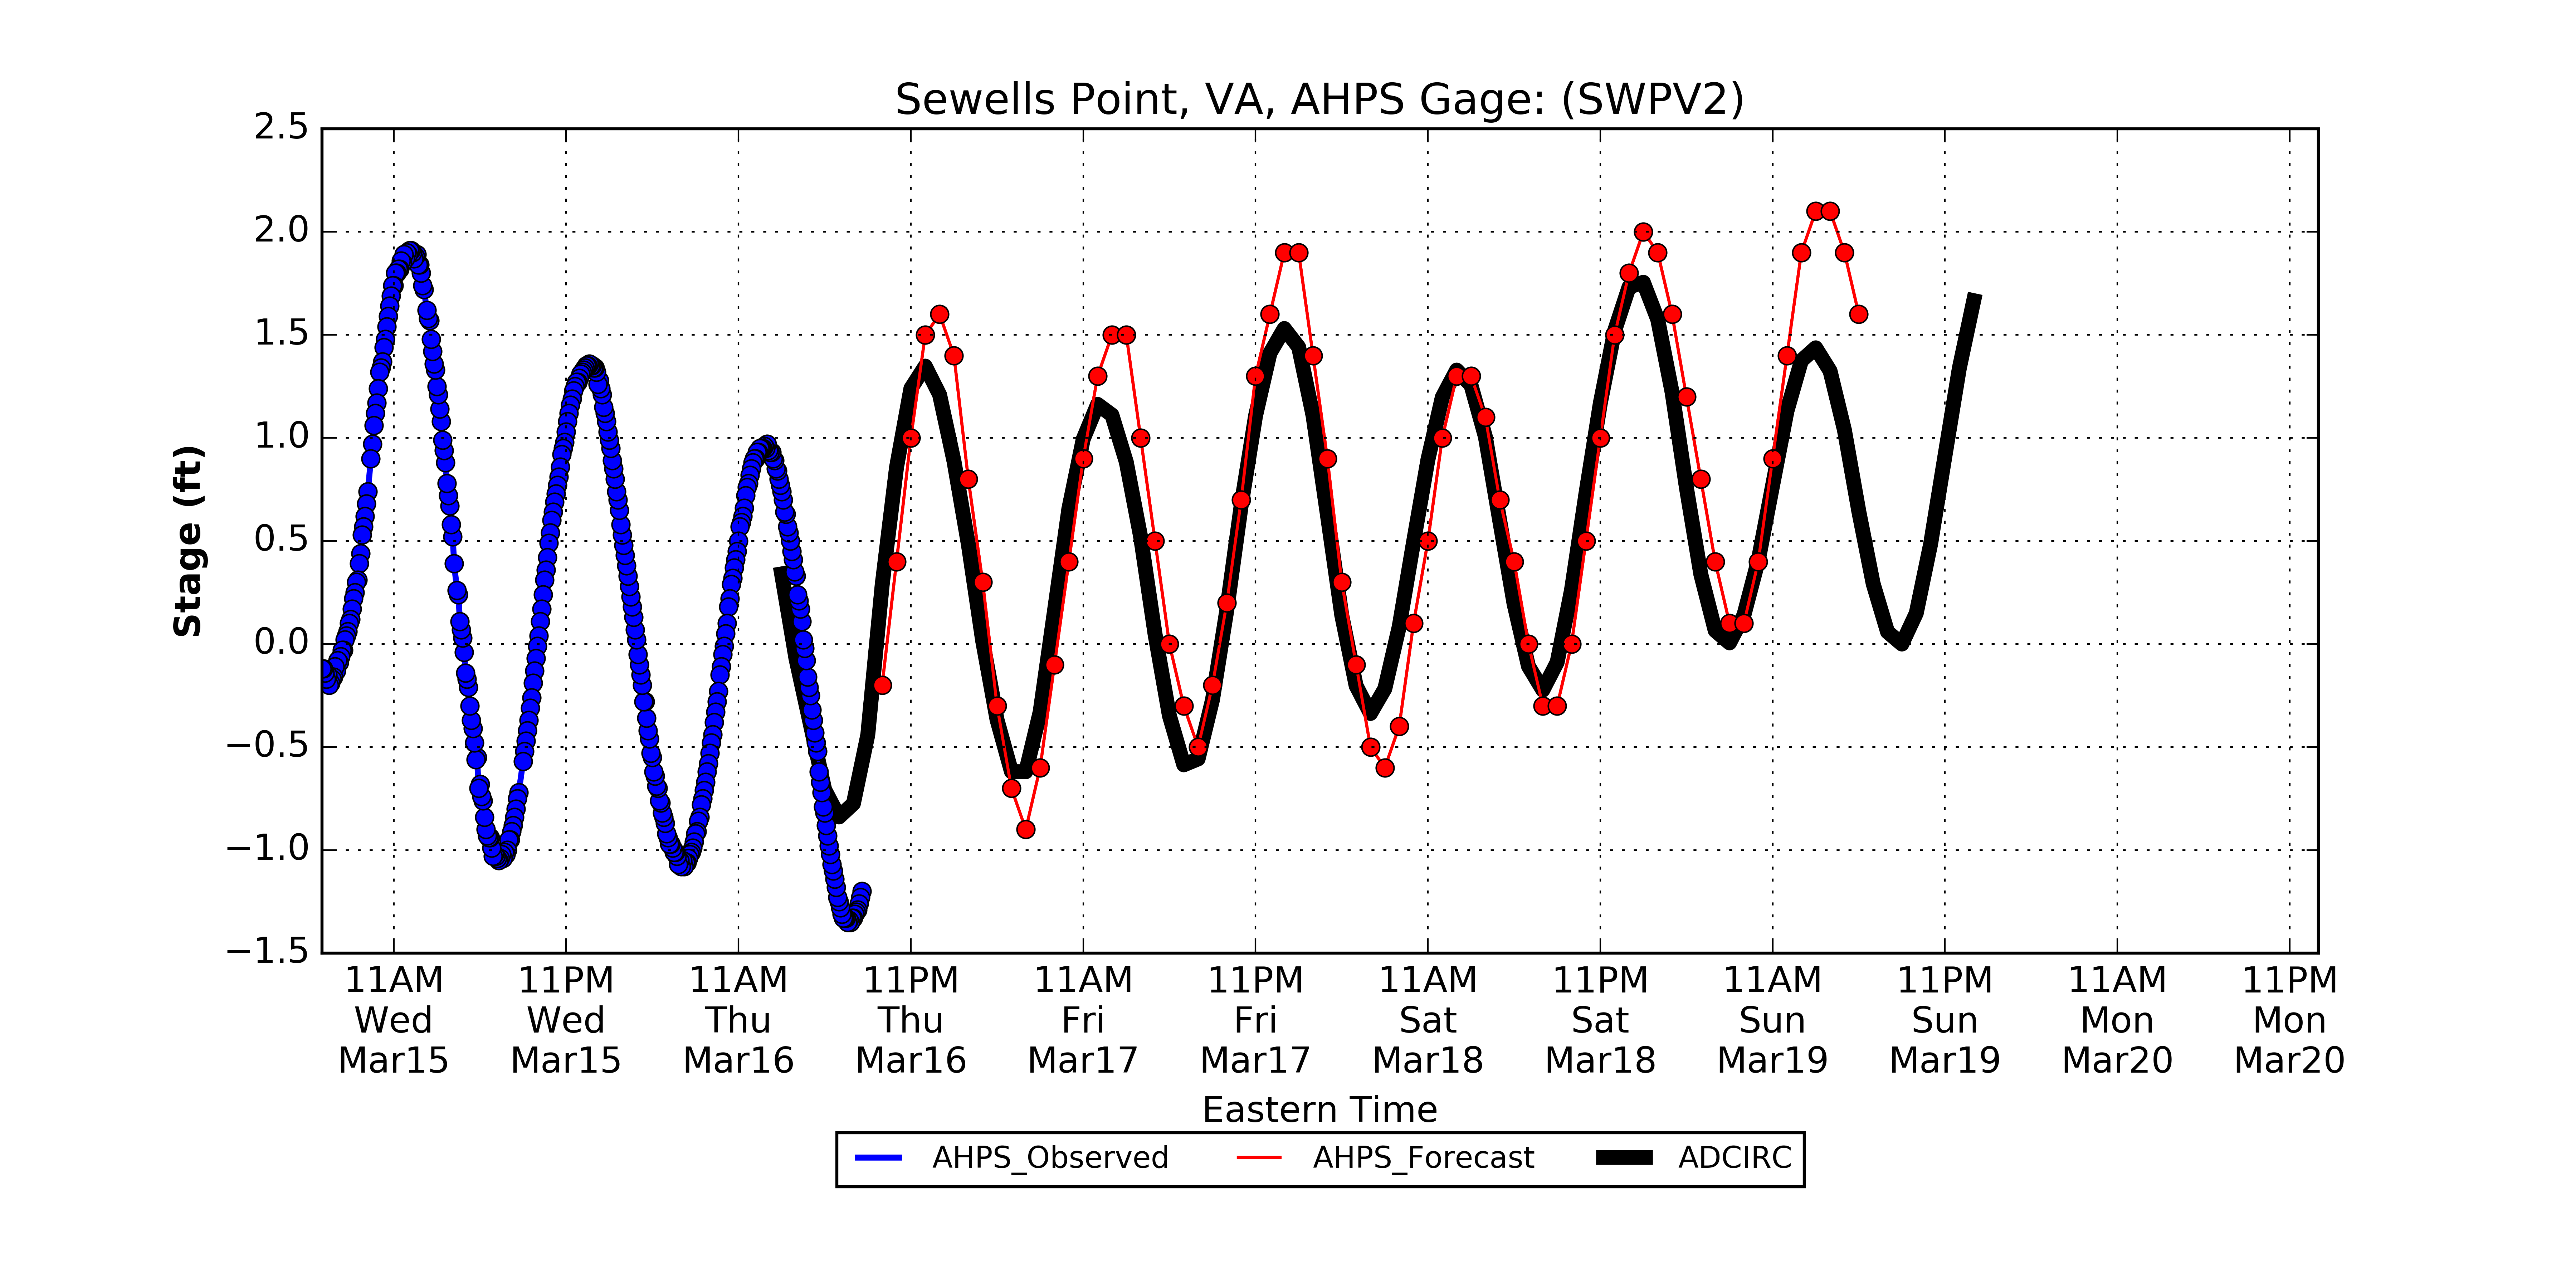 Sewells Point, VA, AHPS Gage: (SWPV2)
2.5
2.0
1.5
1.0
0.5
0.0
−0.5
−1.0
−1.5
Stage (ft)
11AM 11PM 11AM 11PM 11AM 11PM 11AM 11PM 11AM 11PM 11AM 11PM
Wed Wed Thu Thu Fri Fri Sat Sat Sun Sun Mon Mon
Mar15 Mar15 Mar16 Mar16 Mar17 Mar17 Mar18 Mar18 Mar19 Mar19 Mar20 Mar20
Eastern Time
AHPS_Observed AHPS_Forecast ADCIRC